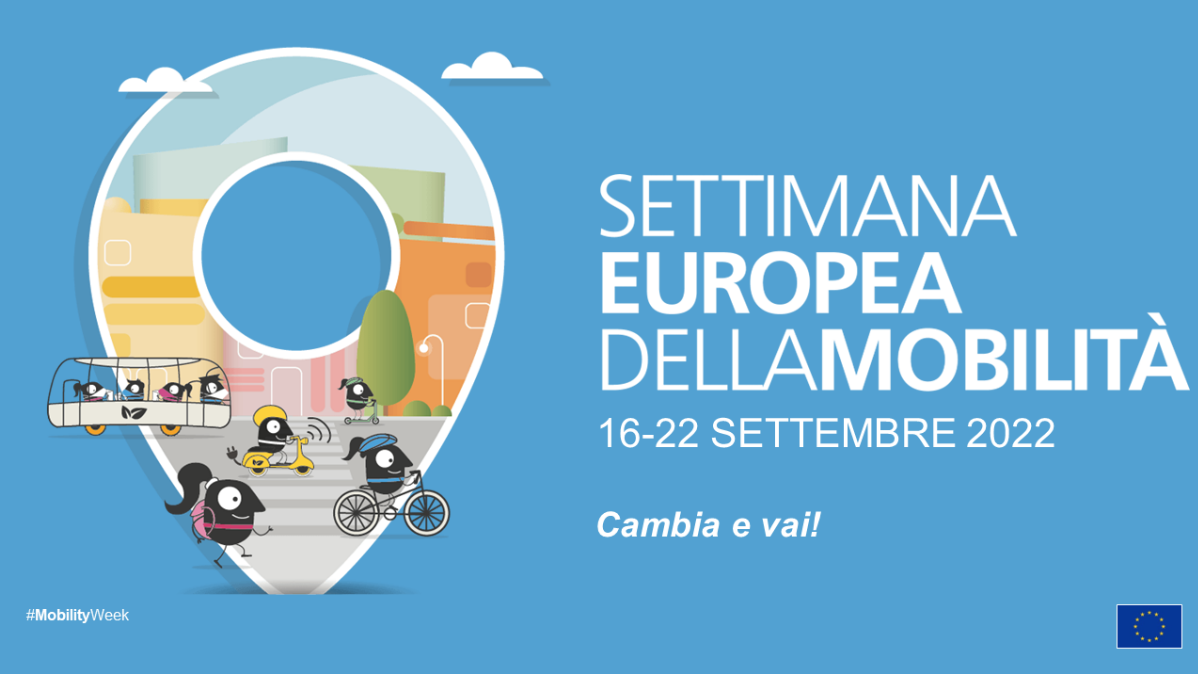 SETTIMANA
EUROPEA
DELLAMOBILITÀ
16-22 SETTEMBRE 2022
Cambia e vai!
#MobilityWeek